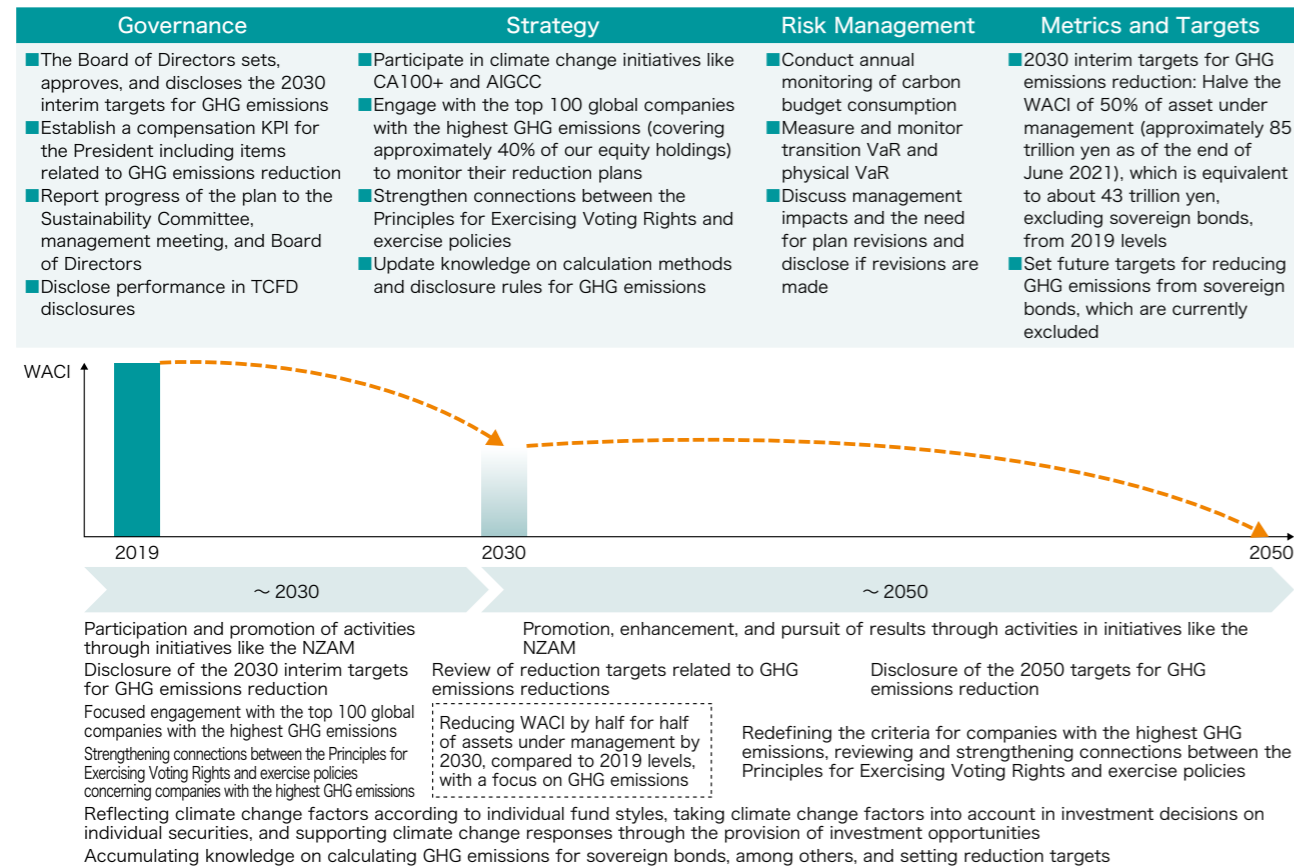 Governance
■The Board of Directors sets,
approves, and discloses the 2030
interim targets for GHG emissions
■Establish a compensation KPI for
the President including items
related to GHG emissions reduction
■Report progress of the plan to the
Sustainability Committee,
management meeting, and Board
of Directors
■Disclose performance in TCFD
disclosures
Strategy
■Participate in climate change initiatives like
CA100+ and AIGCC
■Engage with the top 100 global companies
with the highest GHG emissions (covering
approximately 40% of our equity holdings)
to monitor their reduction plans
■Strengthen connections between the
Principles for Exercising Voting Rights and
exercise policies
■Update knowledge on calculation methods
and disclosure rules for GHG emissions
Risk Management
■Conduct annual
monitoring of carbon
budget consumption
■Measure and monitor
transition VaR and
physical VaR
■Discuss management
impacts and the need
for plan revisions and
disclose if revisions are
made
Metrics and Targets
■2030 interim targets for GHG
emissions reduction: Halve the
WACI of 50% of asset under
management (approximately 85
trillion yen as of the end of
June 2021), which is equivalent
to about 43 trillion yen,
excluding sovereign bonds,
from 2019 levels
■Set future targets for reducing
GHG emissions from sovereign
bonds, which are currently
excluded
WACI
2019
2030
2050
～2030
～2050
Participation and promotion of activities
through initiatives like the NZAM
Promotion, enhancement, and pursuit of results through activities in initiatives like the
NZAM
Disclosure of the 2030 interim targets
for GHG emissions reduction
Review of reduction targets related to GHG
emissions reductions
Disclosure of the 2050 targets for GHG
emissions reduction
Focused engagement with the top 100 global
companies with the highest GHG emissions
Strengthening connections between the Principles for
Exercising Voting Rights and exercise policies
concerning companies with the highest GHG emissions
Reducing WACI by half for half
of assets under management by
2030, compared to 2019 levels,
with a focus on GHG emissions
Redefining the criteria for companies with the highest GHG
emissions, reviewing and strengthening connections between the
Principles for Exercising Voting Rights and exercise policies
Reflecting climate change factors according to individual fund styles, taking climate change factors into account in investment decisions on
individual securities, and supporting climate change responses through the provision of investment opportunities
Accumulating knowledge on calculating GHG emissions for sovereign bonds, among others, and setting reduction targets